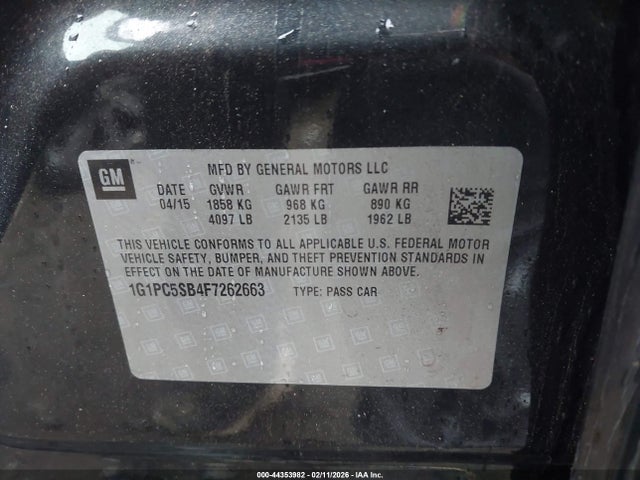 GM
MFD BY GENERAL MOTORS LLC
DATE GVWR GAWR FRT GAWR RR
04/15 1858 KG 968 KG 890 KG
4097 LB 2135 LB 1962 LB
THIS VEHICLE CONFORMS TO ALL APPLICABLE U.S. FEDERAL MOTOR
VEHICLE SAFETY, BUMPER, AND THEFT PREVENTION STANDARDS IN
EFFECT ON THE DATE OF MANUFACTURE SHOWN ABOVE.
1G1PC5SB4F7262663 TYPE: PASS CAR
000-44353982 - 02/11/2026 - IAA Inc.